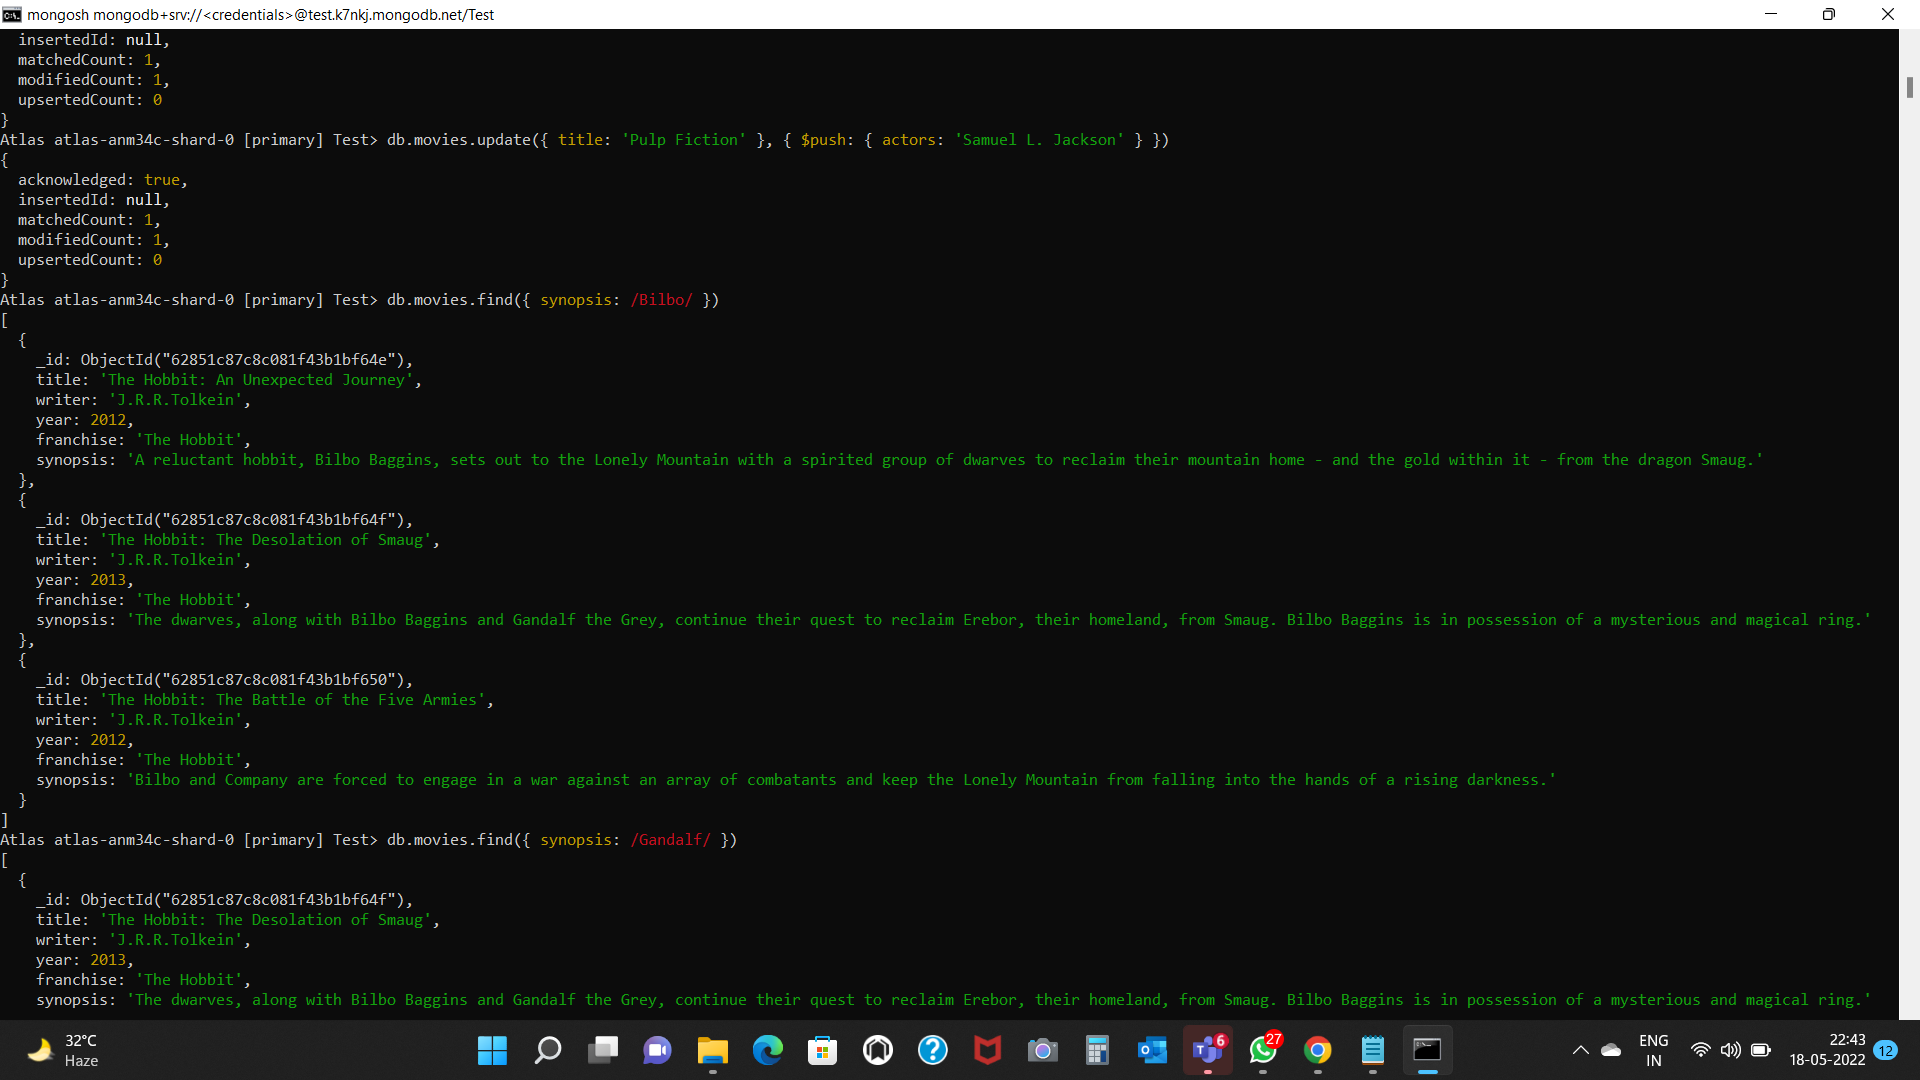 mongosh mongodb+srv://<credentials>@test.k7nkj.mongodb.net/Test
  insertedId: null,
  matchedCount: 1,
  modifiedCount: 1,
  upsertedCount: 0
}
Atlas atlas-anm34c-shard-0 [primary] Test> db.movies.update({ title: 'Pulp Fiction' }, { $push: { actors: 'Samuel L. Jackson' } })
{
  acknowledged: true,
  insertedId: null,
  matchedCount: 1,
  modifiedCount: 1,
  upsertedCount: 0
}
Atlas atlas-anm34c-shard-0 [primary] Test> db.movies.find({ synopsis: /Bilbo/ })
[
  {
    _id: ObjectId("62851c87c8c081f43b1bf64e"),
    title: 'The Hobbit: An Unexpected Journey',
    writer: 'J.R.R.Tolkein',
    year: 2012,
    franchise: 'The Hobbit',
    synopsis: 'A reluctant hobbit, Bilbo Baggins, sets out to the Lonely Mountain with a spirited group of dwarves to reclaim their mountain home - and the gold within it - from the dragon Smaug.'
  },
  {
    _id: ObjectId("62851c87c8c081f43b1bf64f"),
    title: 'The Hobbit: The Desolation of Smaug',
    writer: 'J.R.R.Tolkein',
    year: 2013,
    franchise: 'The Hobbit',
    synopsis: 'The dwarves, along with Bilbo Baggins and Gandalf the Grey, continue their quest to reclaim Erebor, their homeland, from Smaug. Bilbo Baggins is in possession of a mysterious and magical ring.'
  },
  {
    _id: ObjectId("62851c87c8c081f43b1bf650"),
    title: 'The Hobbit: The Battle of the Five Armies',
    writer: 'J.R.R.Tolkein',
    year: 2012,
    franchise: 'The Hobbit',
    synopsis: 'Bilbo and Company are forced to engage in a war against an array of combatants and keep the Lonely Mountain from falling into the hands of a rising darkness.'
  }
]
Atlas atlas-anm34c-shard-0 [primary] Test> db.movies.find({ synopsis: /Gandalf/ })
[
  {
    _id: ObjectId("62851c87c8c081f43b1bf64f"),
    title: 'The Hobbit: The Desolation of Smaug',
    writer: 'J.R.R.Tolkein',
    year: 2013,
    franchise: 'The Hobbit',
    synopsis: 'The dwarves, along with Bilbo Baggins and Gandalf the Grey, continue their quest to reclaim Erebor, their homeland, from Smaug. Bilbo Baggins is in possession of a mysterious and magical ring.'
32°C
Haze
6
27
ENG
IN
22:43
18-05-2022
12